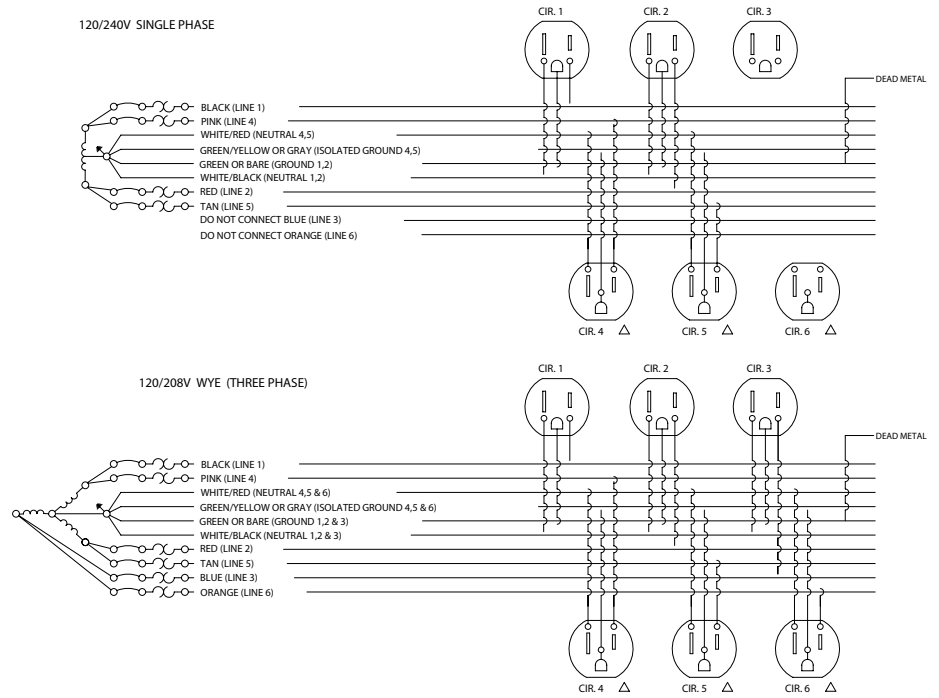 120/240V SINGLE PHASE
CIR. 1
CIR. 2
CIR. 3
DEAD METAL
BLACK (LINE 1)
PINK (LINE 4)
WHITE/RED (NEUTRAL 4,5)
GREEN/YELLOW OR GRAY (ISOLATED GROUND 4,5)
GREEN OR BARE (GROUND 1,2)
WHITE/BLACK (NEUTRAL 1,2)
RED (LINE 2)
TAN (LINE 5)
DO NOT CONNECT BLUE (LINE 3)
DO NOT CONNECT ORANGE (LINE 6)
CIR. 4
CIR. 5
CIR. 6
120/208V WYE (THREE PHASE)
CIR. 1
CIR. 2
CIR. 3
DEAD METAL
BLACK (LINE 1)
PINK (LINE 4)
WHITE/RED (NEUTRAL 4,5 & 6)
GREEN/YELLOW OR GRAY (ISOLATED GROUND 4,5 & 6)
GREEN OR BARE (GROUND 1,2 & 3)
WHITE/BLACK (NEUTRAL 1,2 & 3)
RED (LINE 2)
TAN (LINE 5)
BLUE (LINE 3)
ORANGE (LINE 6)
CIR. 4
CIR. 5
CIR. 6